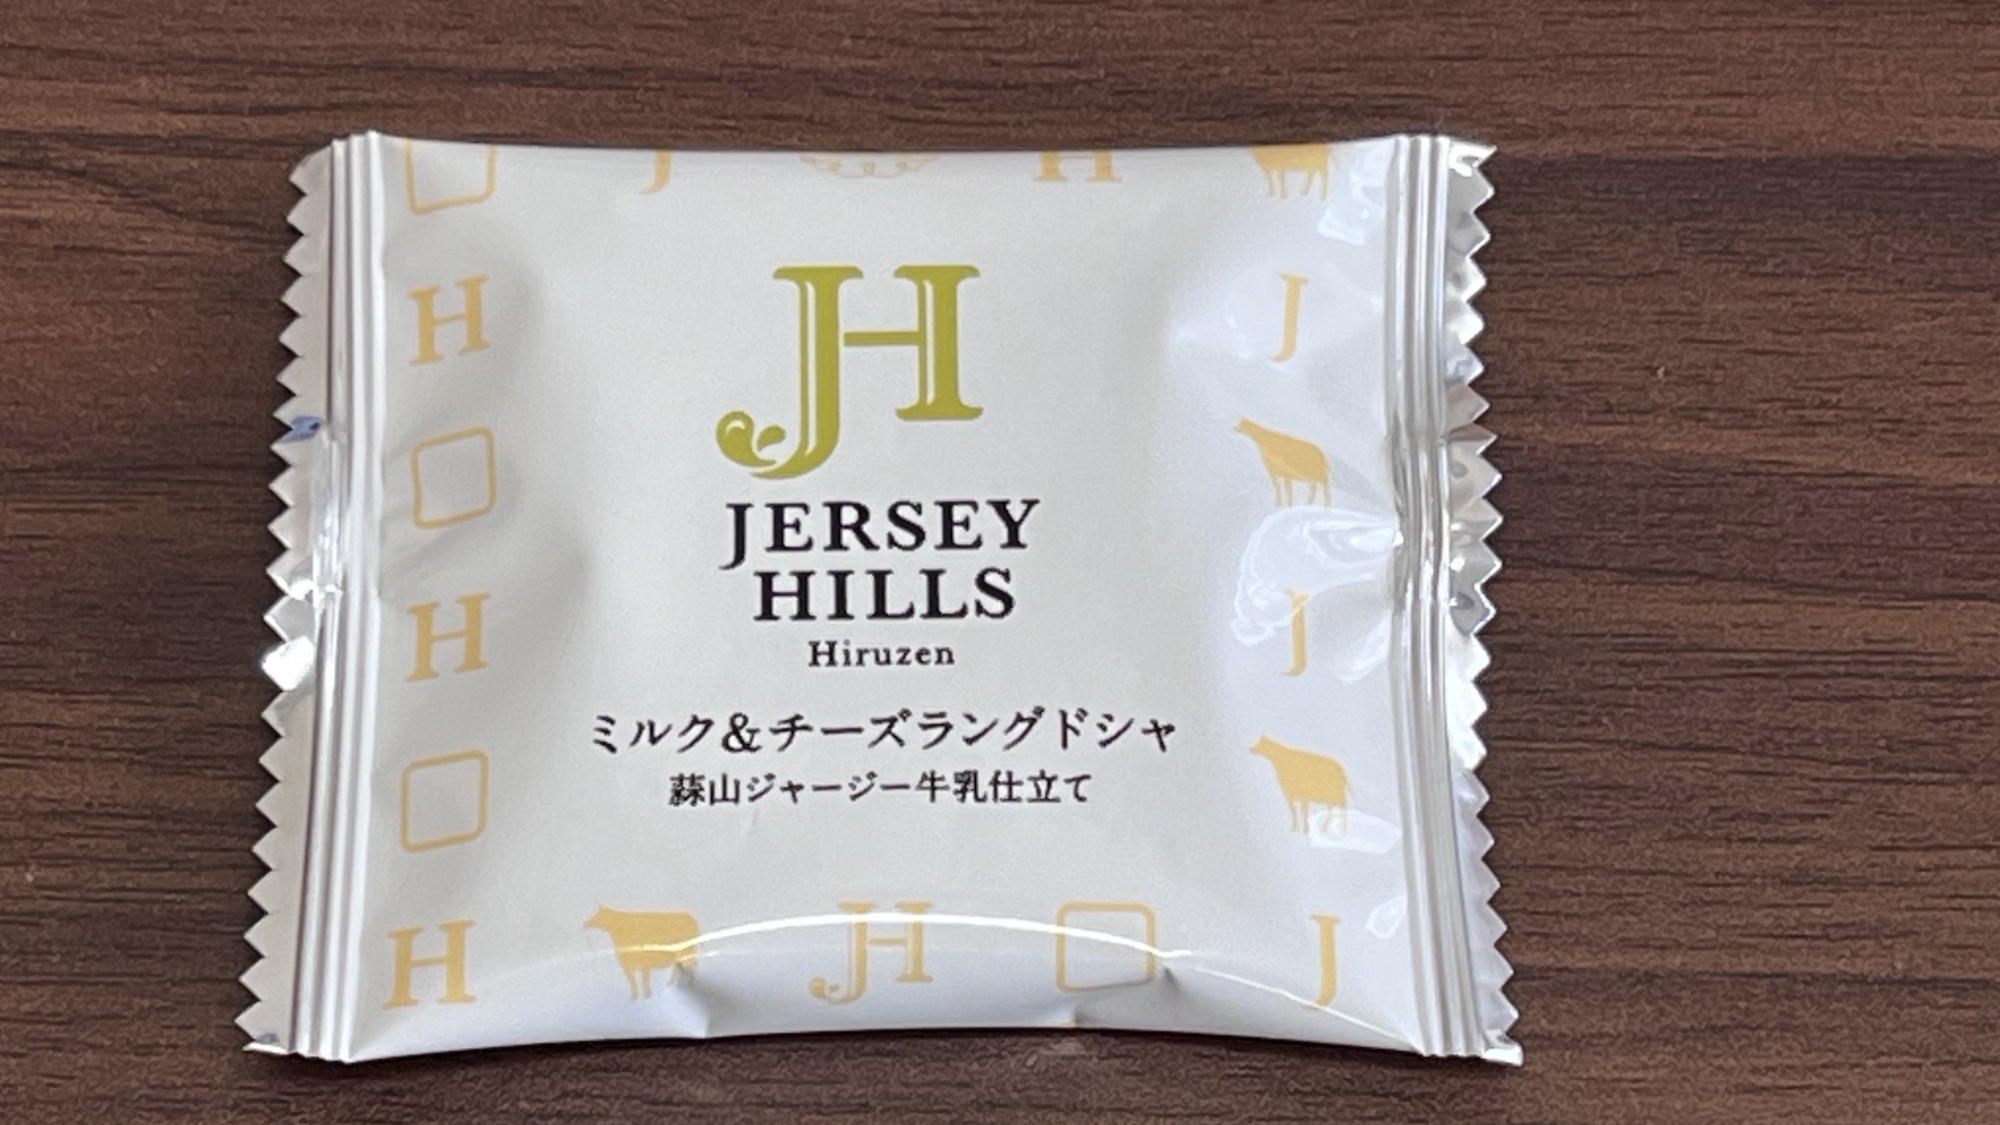 J H
H J
JH
JERSEY
HILLS
Hiruzen
H J
ミルク&チーズラングドシャ
蒜山ジャージー牛乳仕立て
H JH J